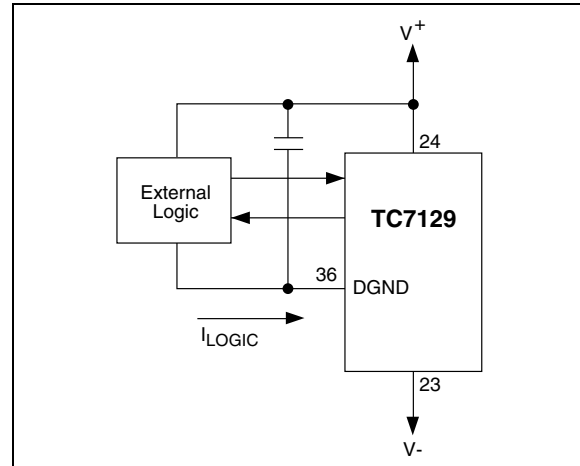 V+
24
External
Logic
TC7129
36
DGND
ILOGIC
23
V-